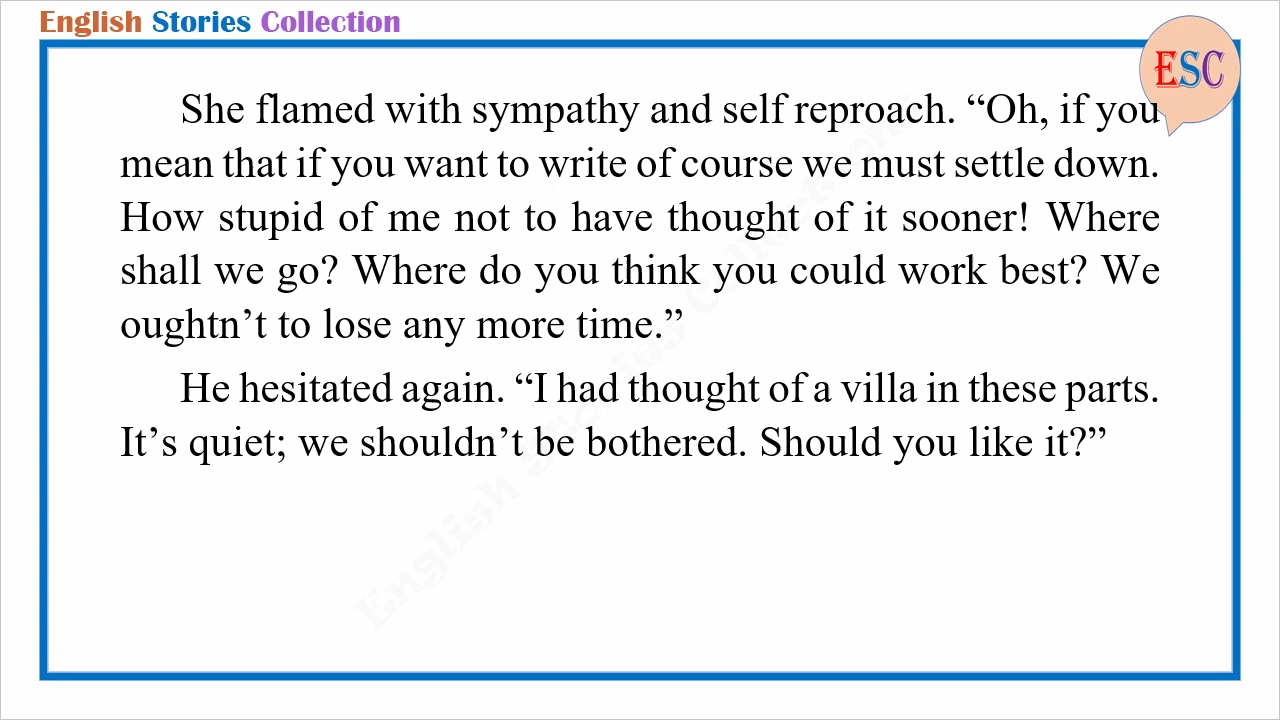 English Stories Collection
ESC
She flamed with sympathy and self reproach. “Oh, if you
mean that if you want to write of course we must settle down.
How stupid of me not to have thought of it sooner! Where
shall we go? Where do you think you could work best? We
oughtn’t to lose any more time.”
He hesitated again. “I had thought of a villa in these parts.
It’s quiet; we shouldn’t be bothered. Should you like it?”
English Stories Collection